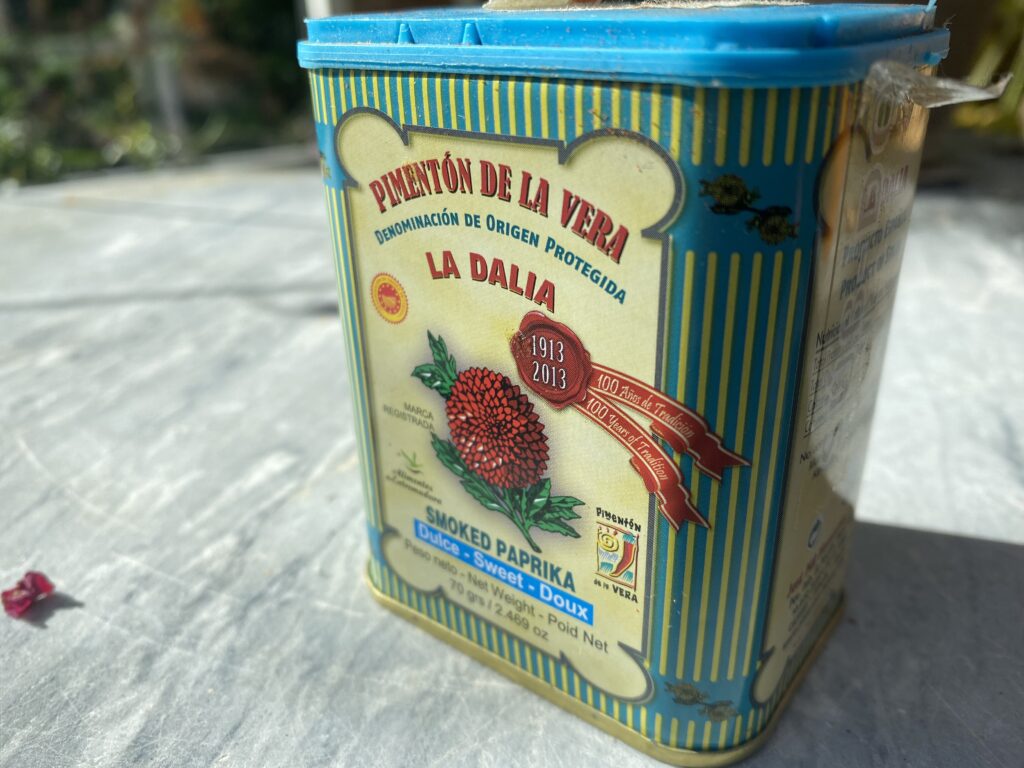 PIMENTÓN DE LA VERA
DENOMINACIÓN DE ORIGEN PROTEGIDA
LA DALIA
1913
2013
100 Años de Tradición
100 Years of Tradition
MARCA
REGISTRADA
Alimentos
Extremadura
PIMENTÓN
de la VERA
SMOKED PAPRIKA
Dulce - Sweet - Doux
Peso neto - Net Weight - Poid Net
70 grs / 2.469 oz